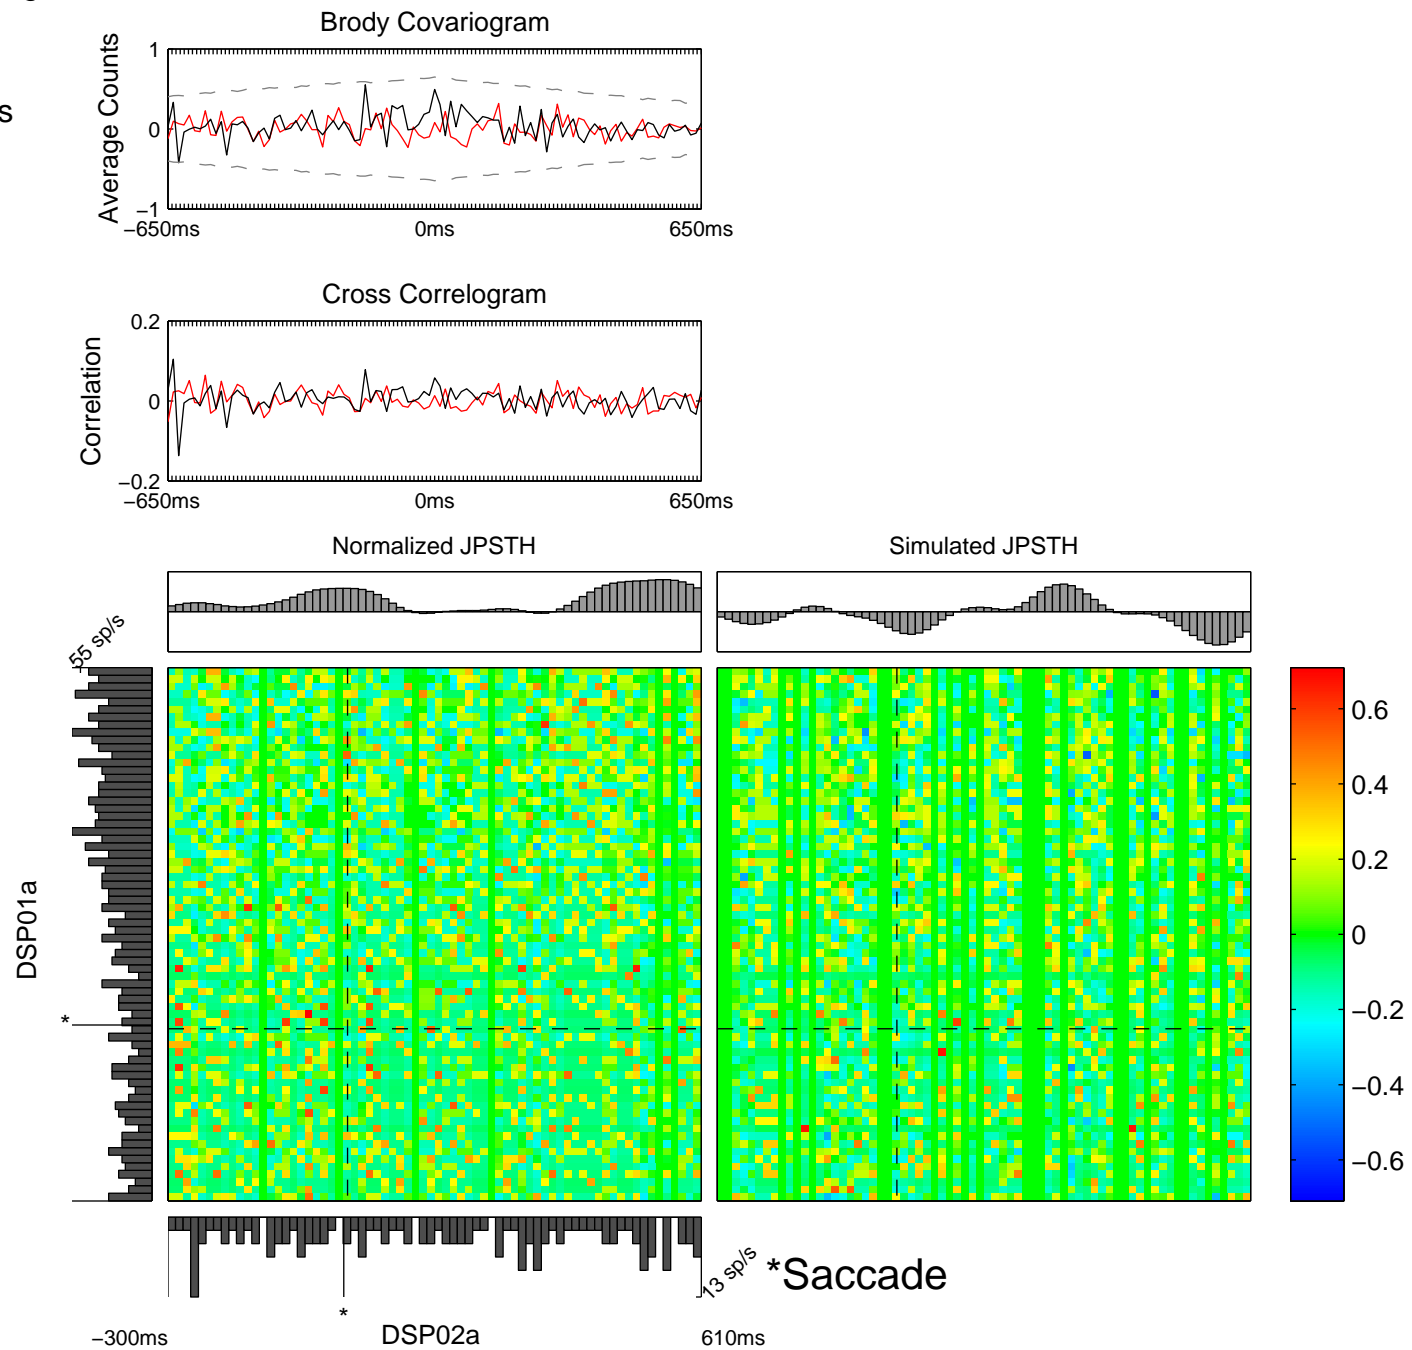 Brody Covariogram
Average Counts
1
0
−1
−650ms
0ms
650ms
s
Cross Correlogram
Correlation
0.2
0
−0.2
−650ms
0ms
650ms
Normalized JPSTH
Simulated JPSTH
55 sp/s
DSP01a
*
0.6
0.4
0.2
0
−0.2
−0.4
−0.6
13 sp/s
*Saccade
*
−300ms
DSP02a
610ms